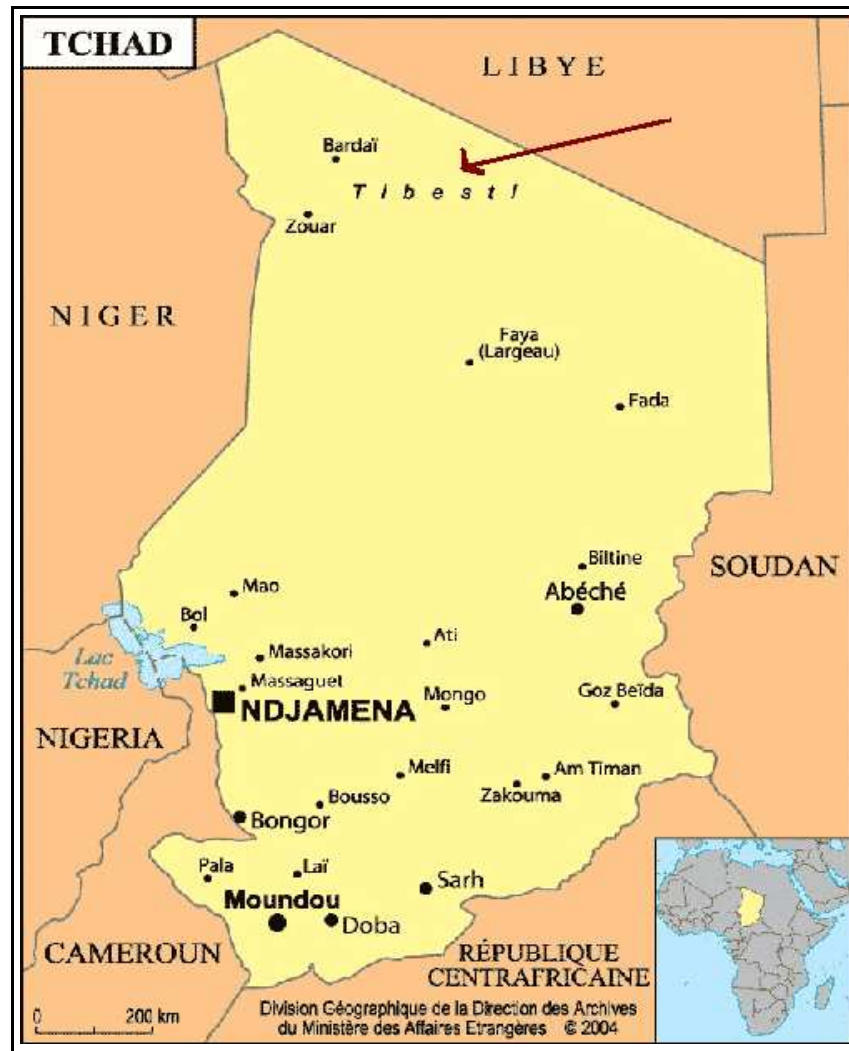 TCHAD
LIBYE
Bardaï
Tibesti
Zouar
NIGER
Faya
(Largeau)
Fada
Biltine
SOUDAN
Mao
Abéché
Bol
Ati
Lac
Tchad
Massakori
Massaguet
Mongo
Goz Beïda
NDJAMENA
NIGERIA
Melfi
Am Timan
Bousso
Zakouma
Bongor
Pala
Laï
Sarh
Moundou
Doba
CAMEROUN
RÉPUBLIQUE
CENTRAFRICAINE
0 200 km
Division Géographique de la Direction des Archives
du Ministère des Affaires Etrangères © 2004